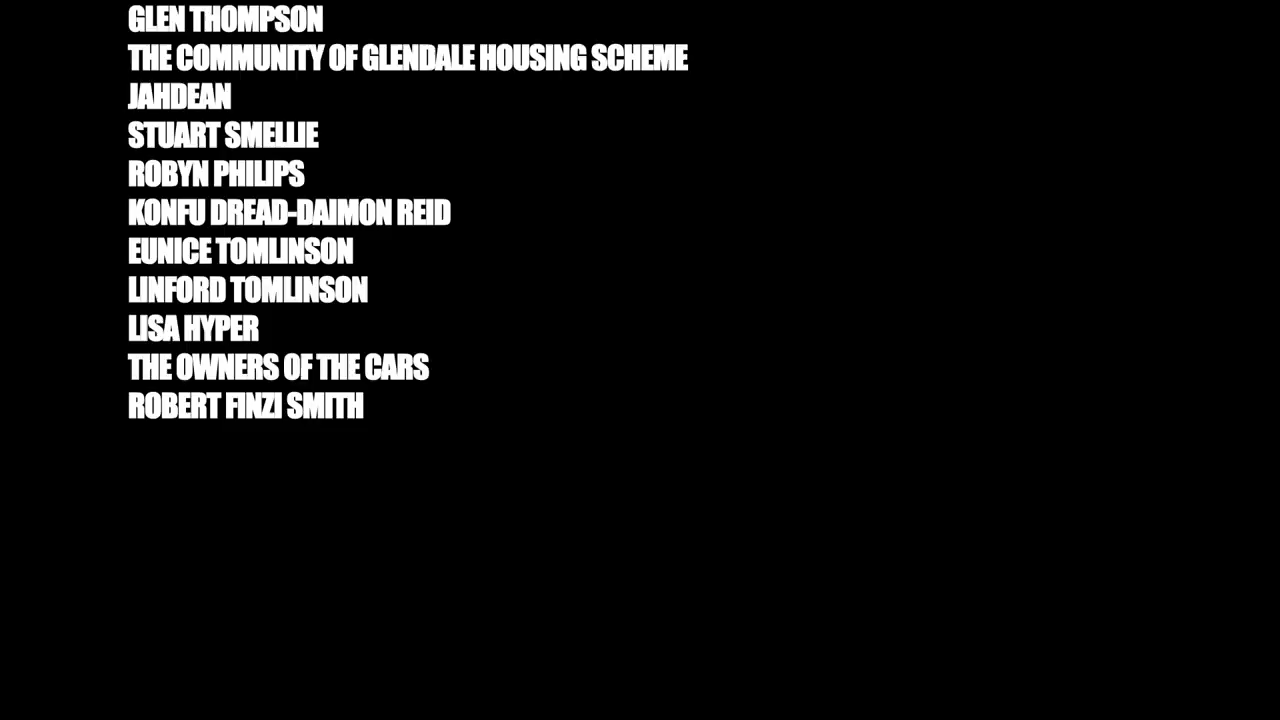 GLEN THOMPSON
THE COMMUNITY OF GLENDALE HOUSING SCHEME
JAHDEAN
STUART SMELLIE
ROBYN PHILIPS
KONFU DREAD-DAIMON REID
EUNICE TOMLINSON
LINFORD TOMLINSON
LISA HYPER
THE OWNERS OF THE CARS
ROBERT FINZI SMITH